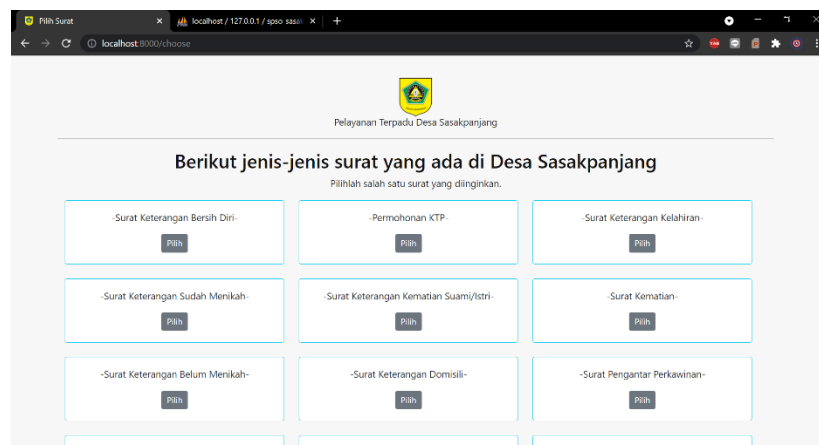 Pilih Surat
localhost / 127.0.0.1 / spso sasak
localhost:8000/choose
Pelayanan Terpadu Desa Sasakpanjang
Berikut jenis-jenis surat yang ada di Desa Sasakpanjang
Pilihlah salah satu surat yang diinginkan.
-Surat Keterangan Bersih Diri-
-Permohonan KTP-
-Surat Keterangan Kelahiran-
Pilih
Pilih
Pilih
-Surat Keterangan Sudah Menikah-
-Surat Keterangan Kematian Suami/Istri-
-Surat Kematian-
Pilih
Pilih
Pilih
-Surat Keterangan Belum Menikah-
-Surat Keterangan Domisili-
-Surat Pengantar Perkawinan-
Pilih
Pilih
Pilih